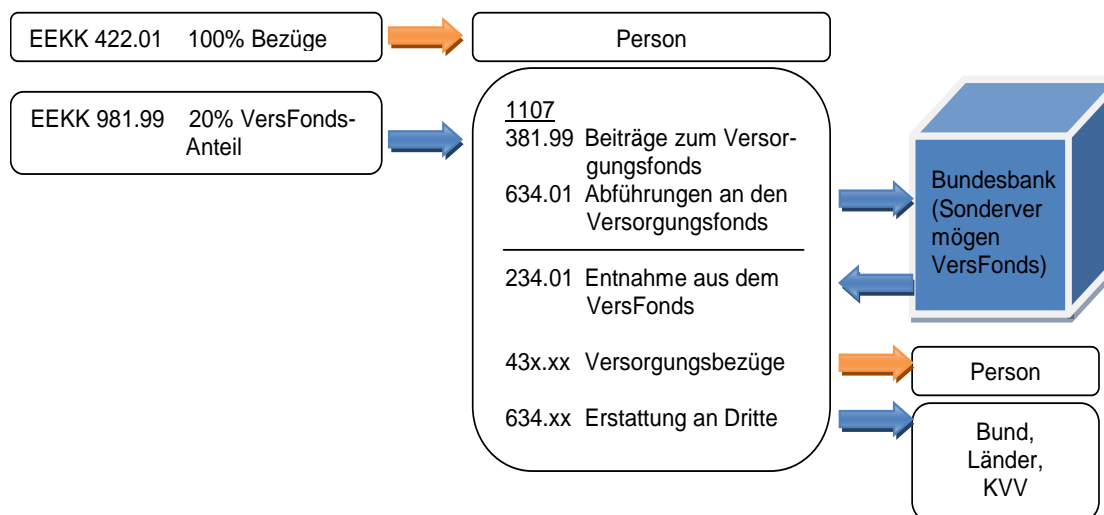 EEKK 422.01 100% Bezüge
Person
EEKK 981.99 20% VersFonds-
Anteil
1107
381.99 Beiträge zum Versor-
gungsfonds
634.01 Abführungen an den
Versorgungsfonds
234.01 Entnahme aus dem
VersFonds
43x.xx Versorgungsbezüge
634.xx Erstattung an Dritte
Bundesbank
(Sonderver
mögen
VersFonds)
Person
Bund,
Länder,
KVV